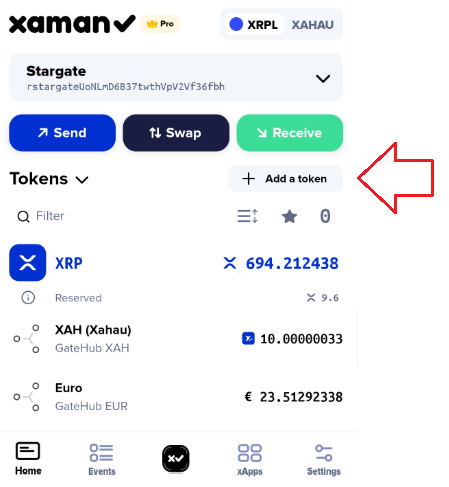 xaman Pro XRPL XAHAU
Stargate
rstargateUoNLmD6B37twthVpV2Vf36fbh
Send Swap Receive
Tokens Add a token
Filter 0
XRP 694.212438
Reserved 9.6
XAH (Xahau) 10.00000033
GateHub XAH
Euro € 23.51292338
GateHub EUR
Home Events xApps Settings